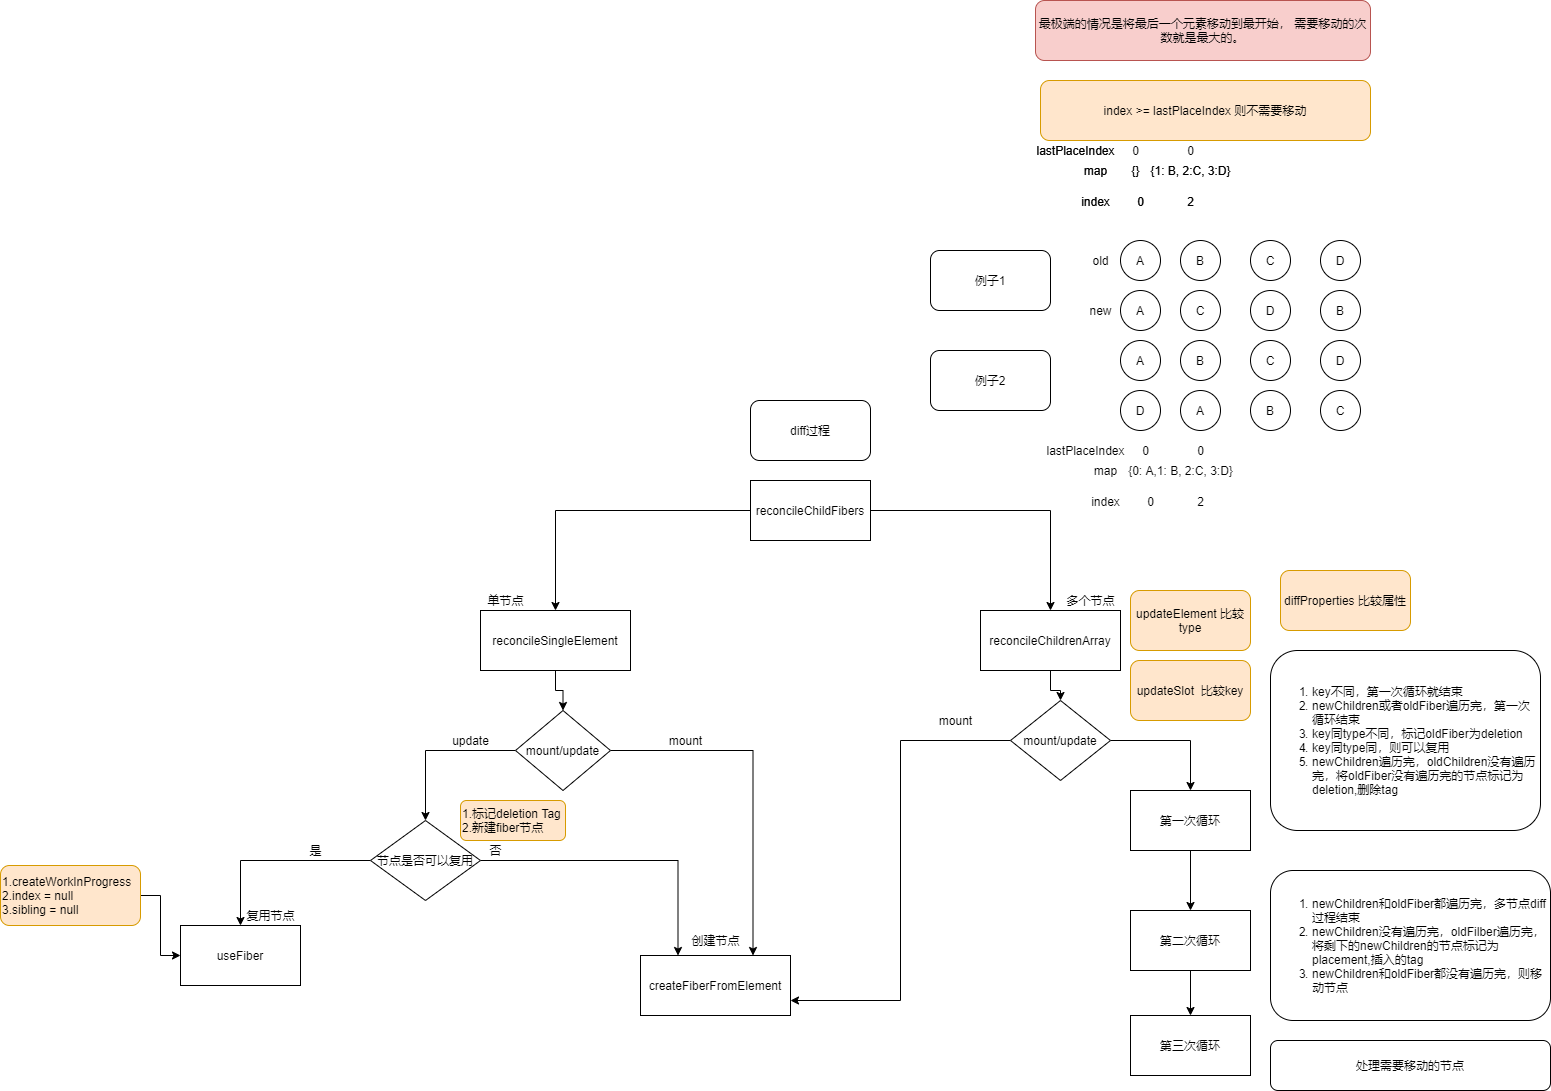 最极端的情况是将最后一个元素移动到最开始， 需要移动的次
数就是最大的。
index >= lastPlaceIndex 则不需要移动
lastPlaceIndex 0 0
map {} {1: B, 2:C, 3:D}
index 0 2
例子1
old A B C D
new A C D B
例子2
A B C D
D A B C
lastPlaceIndex 0 0
map {0: A,1: B, 2:C, 3:D}
index 0 2
diff过程
reconcileChildFibers
单节点
reconcileSingleElement
多个节点
reconcileChildrenArray
updateElement 比较
type
updateSlot 比较key
diffProperties 比较属性
mount/update
update
mount
mount/update
mount
1.标记deletion Tag
2.新建fiber节点
节点是否可以复用
是
否
1.createWorkInProgress
2.index = null
3.sibling = null
复用节点
useFiber
创建节点
createFiberFromElement
第一次循环
第二次循环
第三次循环
1. key不同，第一次循环就结束
2. newChildren或者oldFiber遍历完，第一次
循环结束
3. key同type不同，标记oldFiber为deletion
4. key同type同，则可以复用
5. newChildren遍历完，oldChildren没有遍历
完，将oldFiber没有遍历完的节点标记为
deletion,删除tag
1. newChildren和oldFiber都遍历完，多节点diff
过程结束
2. newChildren没有遍历完，oldFilber遍历完，
将剩下的newChildren的节点标记为
placement,插入的tag
3. newChildren和oldFiber都没有遍历完，则移
动节点
处理需要移动的节点